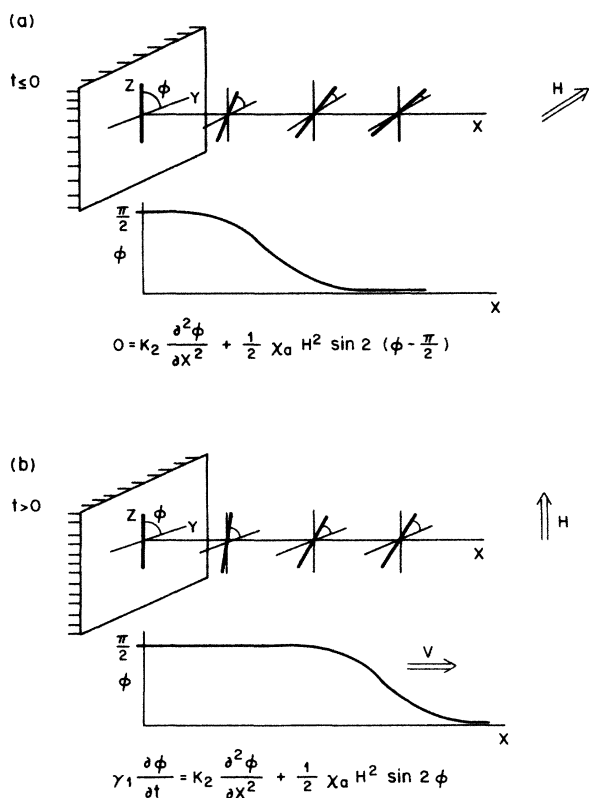 (a)
t≤0
Z φ
Y
X
H
π/2
φ
X
0 = K₂ ∂²φ/∂X² + 1/2 χₐ H² sin 2 (φ - π/2)
(b)
t>0
Z φ
Y
X
H
π/2
φ
V
X
γ₁ ∂φ/∂t = K₂ ∂²φ/∂X² + 1/2 χₐ H² sin 2 φ